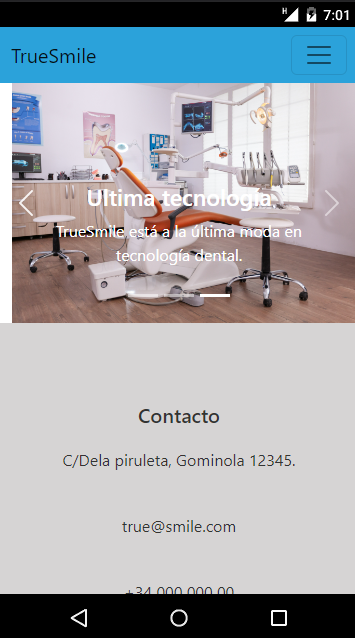 H 7:01
TrueSmile
Ultima tecnología
TrueSmile está a la última moda en
tecnología dental.
Contacto
C/Dela piruleta, Gominola 12345.
true@smile.com
+34 000 000 00